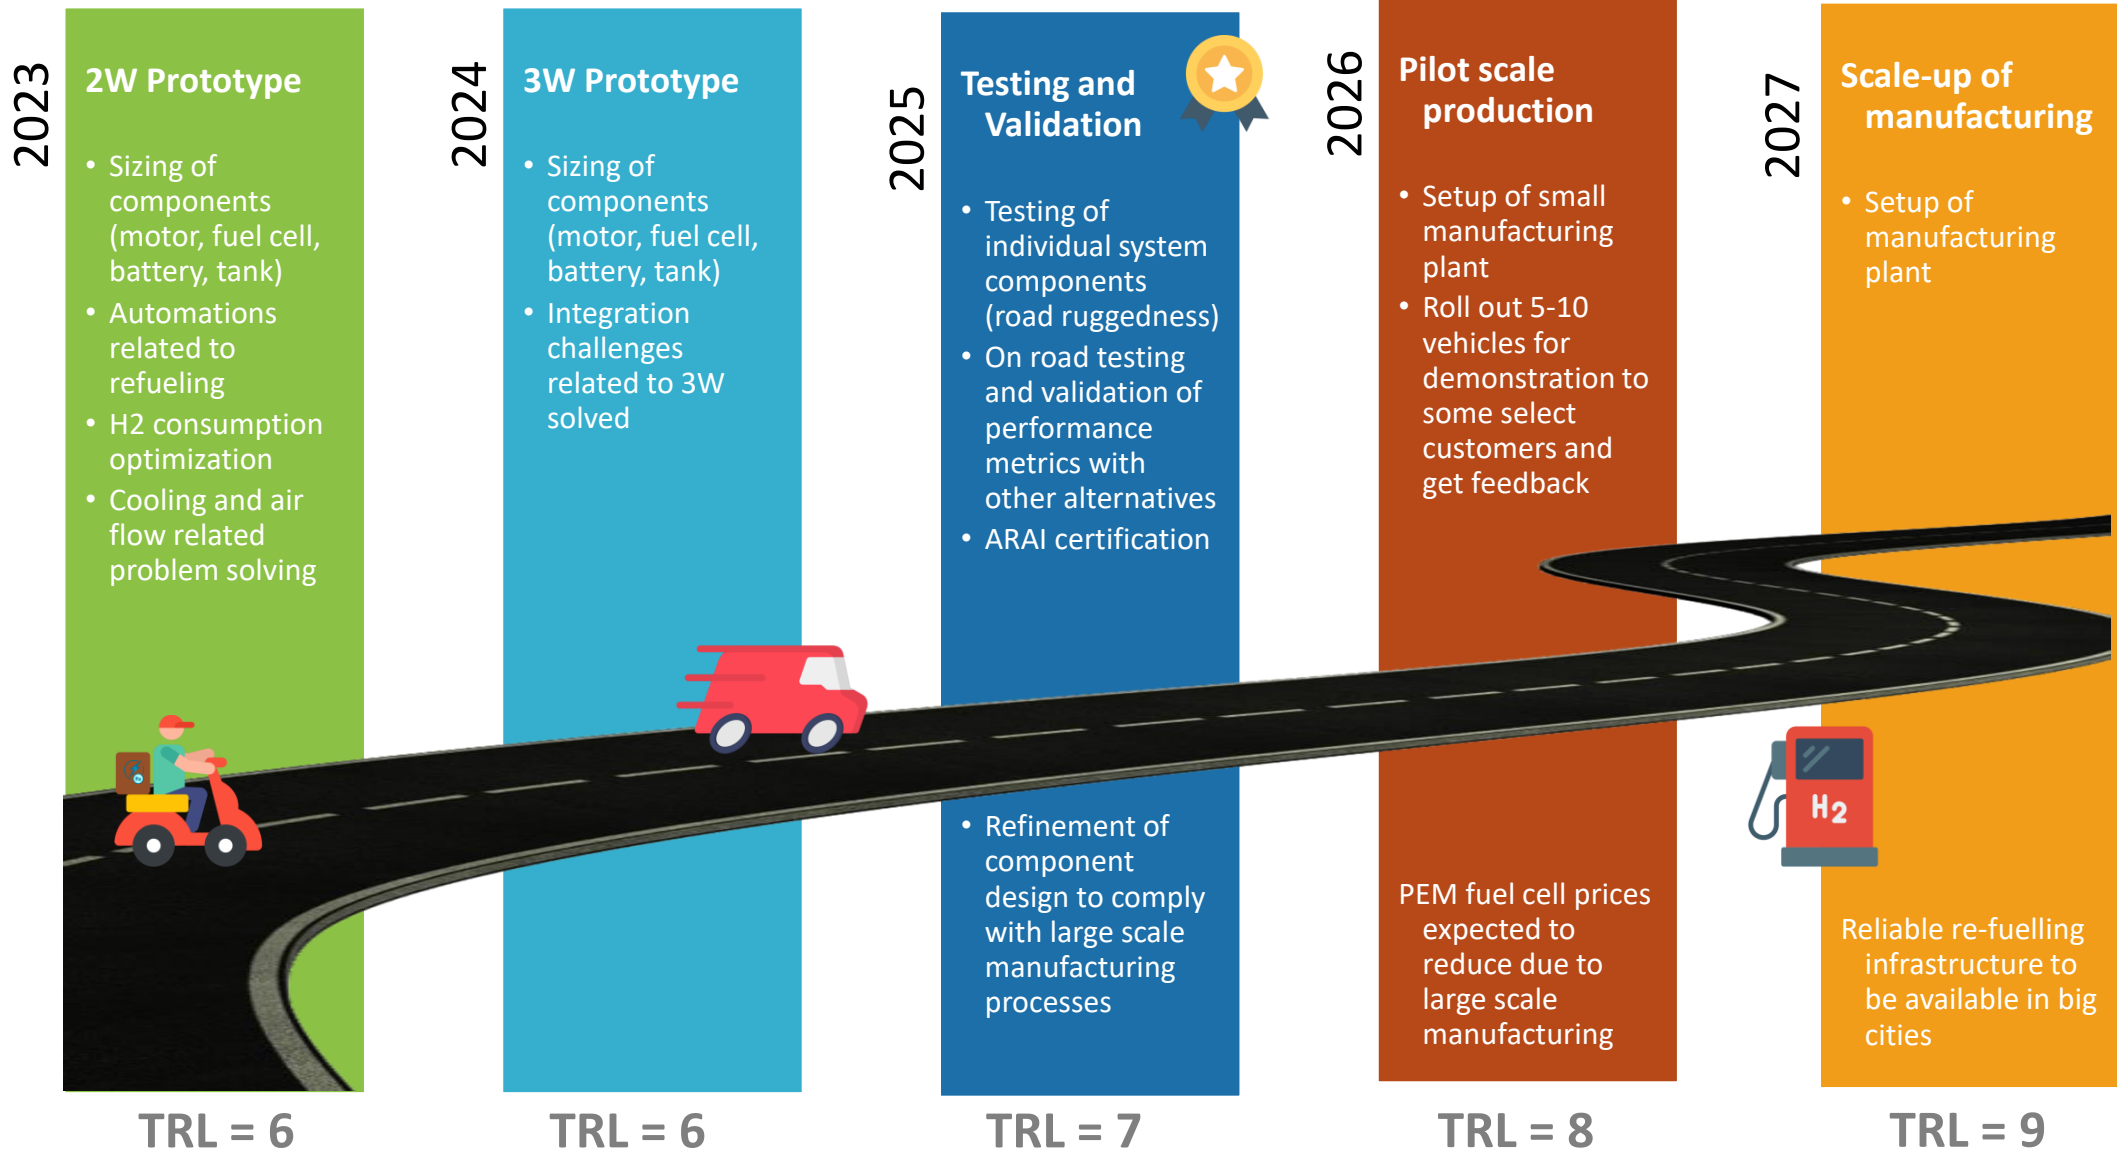 2023
2W Prototype
• Sizing of
components
(motor, fuel cell,
battery, tank)
• Automations
related to
refueling
• H2 consumption
optimization
• Cooling and air
flow related
problem solving
TRL = 6
2024
3W Prototype
• Sizing of
components
(motor, fuel cell,
battery, tank)
• Integration
challenges
related to 3W
solved
TRL = 6
2025
Testing and
Validation
• Testing of
individual system
components
(road ruggedness)
• On road testing
and validation of
performance
metrics with
other alternatives
• ARAI certification
• Refinement of
component
design to comply
with large scale
manufacturing
processes
TRL = 7
2026
Pilot scale
production
• Setup of small
manufacturing
plant
• Roll out 5-10
vehicles for
demonstration to
some select
customers and
get feedback
PEM fuel cell prices
expected to
reduce due to
large scale
manufacturing
TRL = 8
2027
Scale-up of
manufacturing
• Setup of
manufacturing
plant
H2
Reliable re-fuelling
infrastructure to
be available in big
cities
TRL = 9